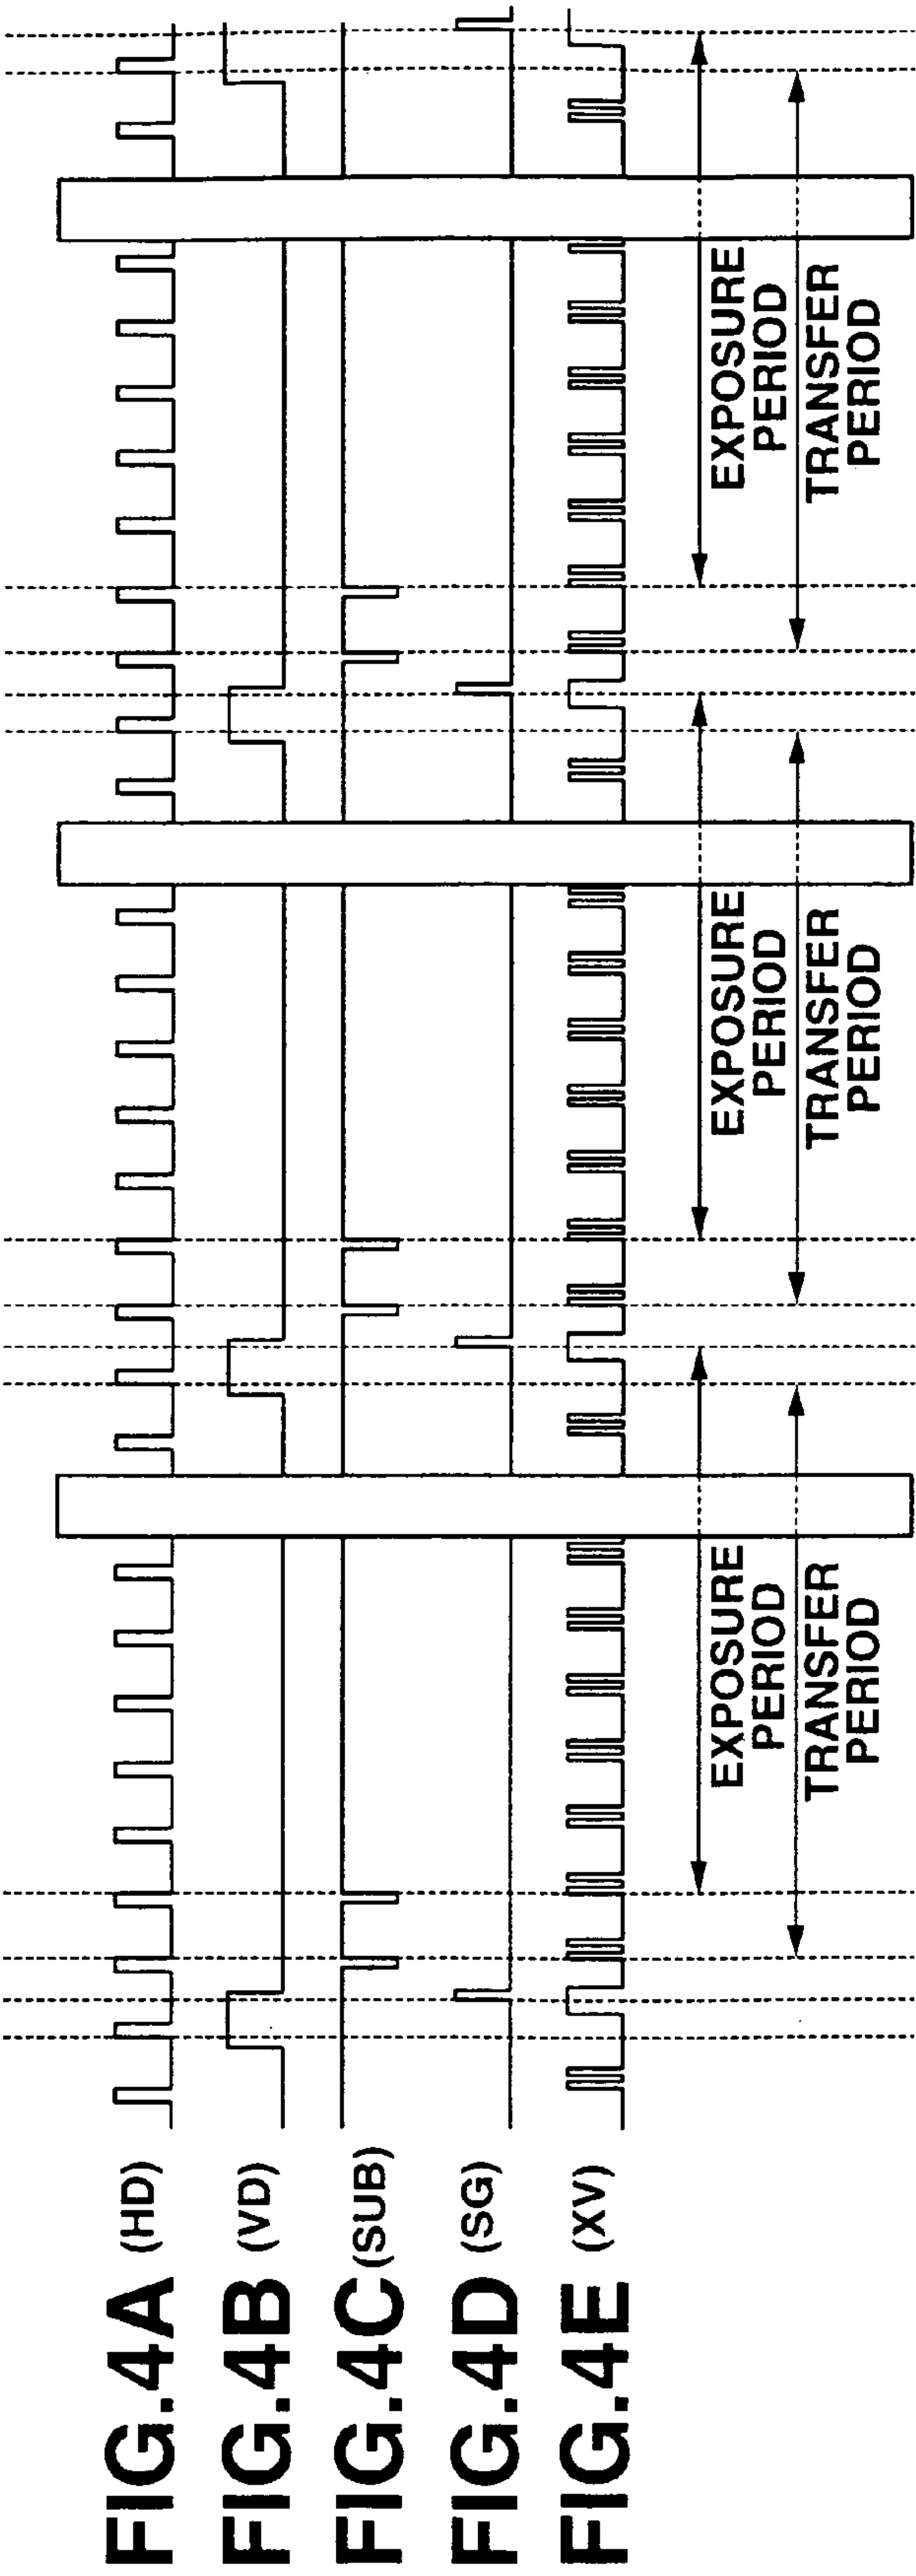 FIG.4A (HD)
FIG.4B (VD)
FIG.4C (SUB)
FIG.4D (SG)
FIG.4E (XV)
EXPOSURE
PERIOD
TRANSFER
PERIOD
EXPOSURE
PERIOD
TRANSFER
PERIOD
EXPOSURE
PERIOD
TRANSFER
PERIOD